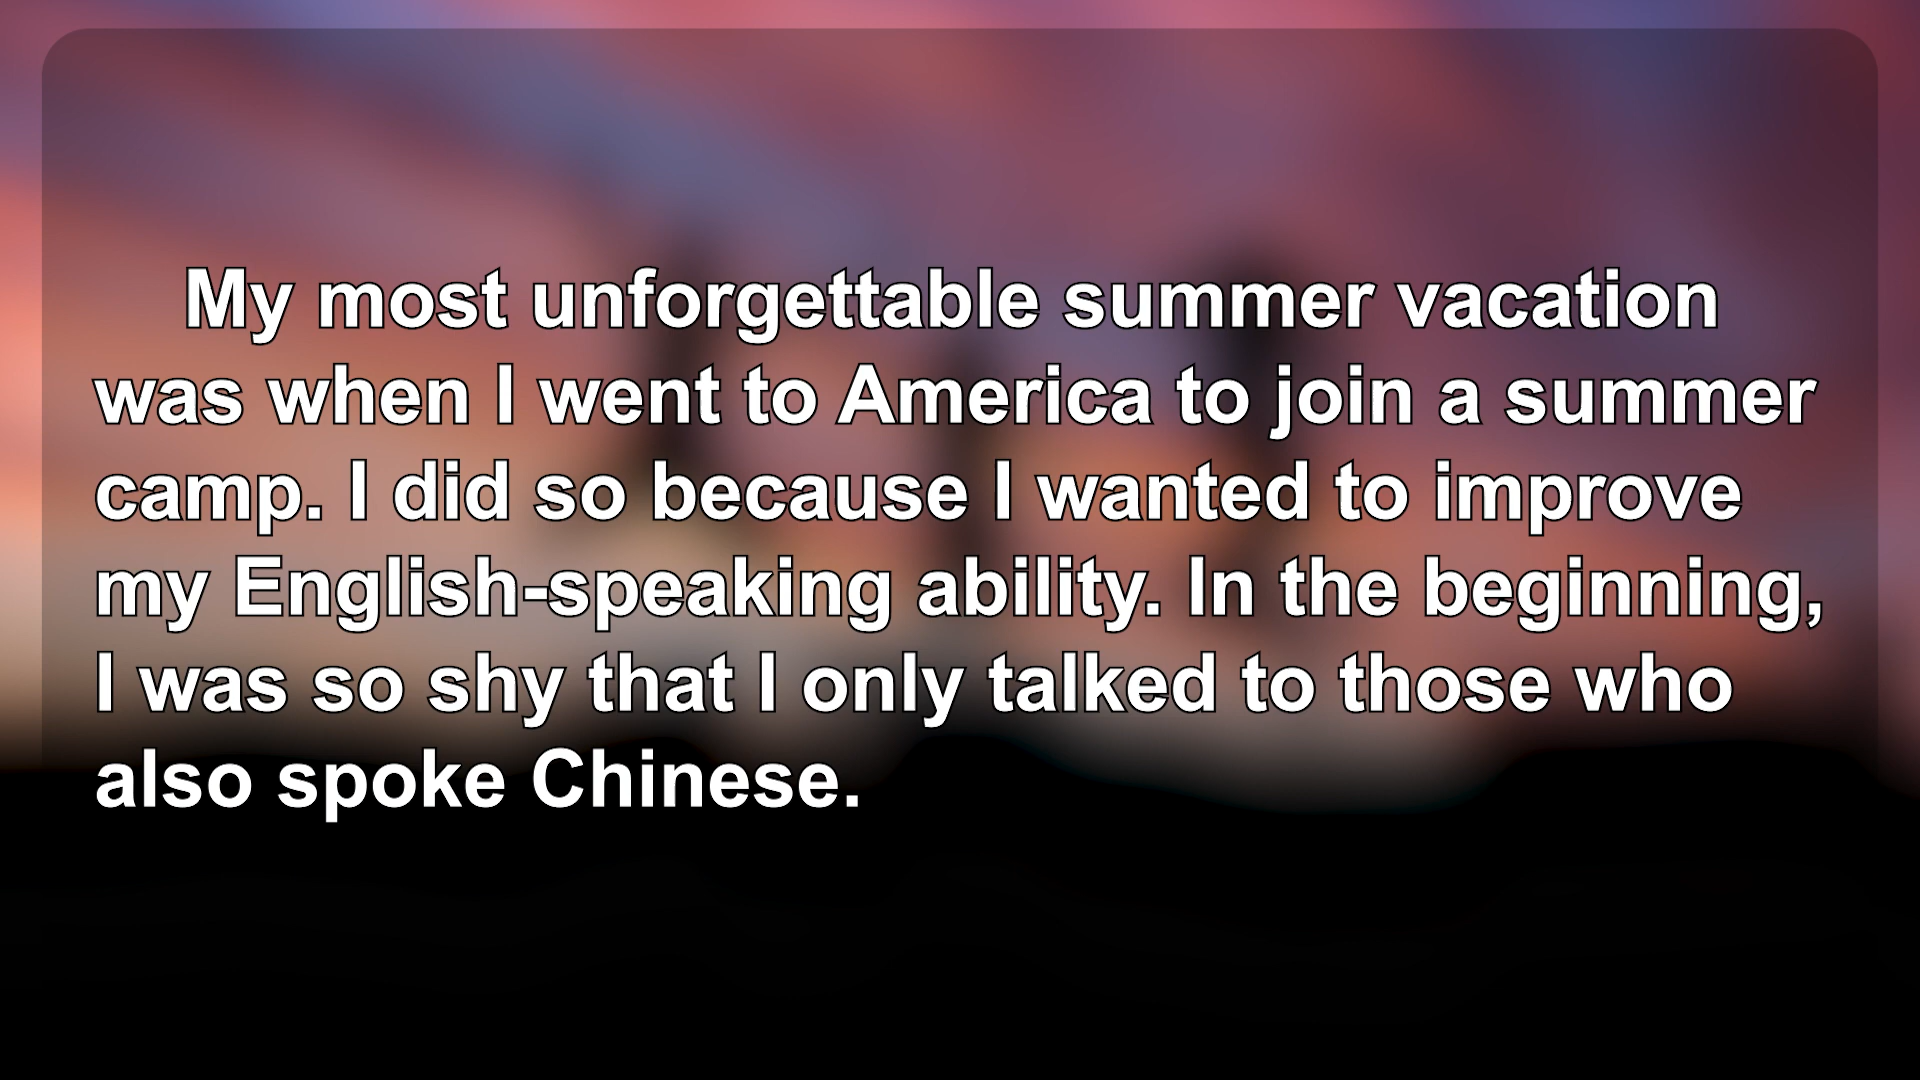 My most unforgettable summer vacation
was when I went to America to join a summer
camp. I did so because I wanted to improve
my English-speaking ability. In the beginning,
I was so shy that I only talked to those who
also spoke Chinese.